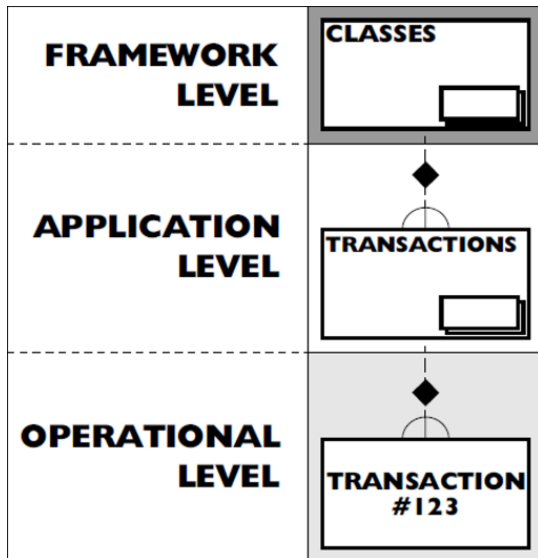 FRAMEWORK
LEVEL
CLASSES
APPLICATION
LEVEL
TRANSACTIONS
OPERATIONAL
LEVEL
TRANSACTION
#123